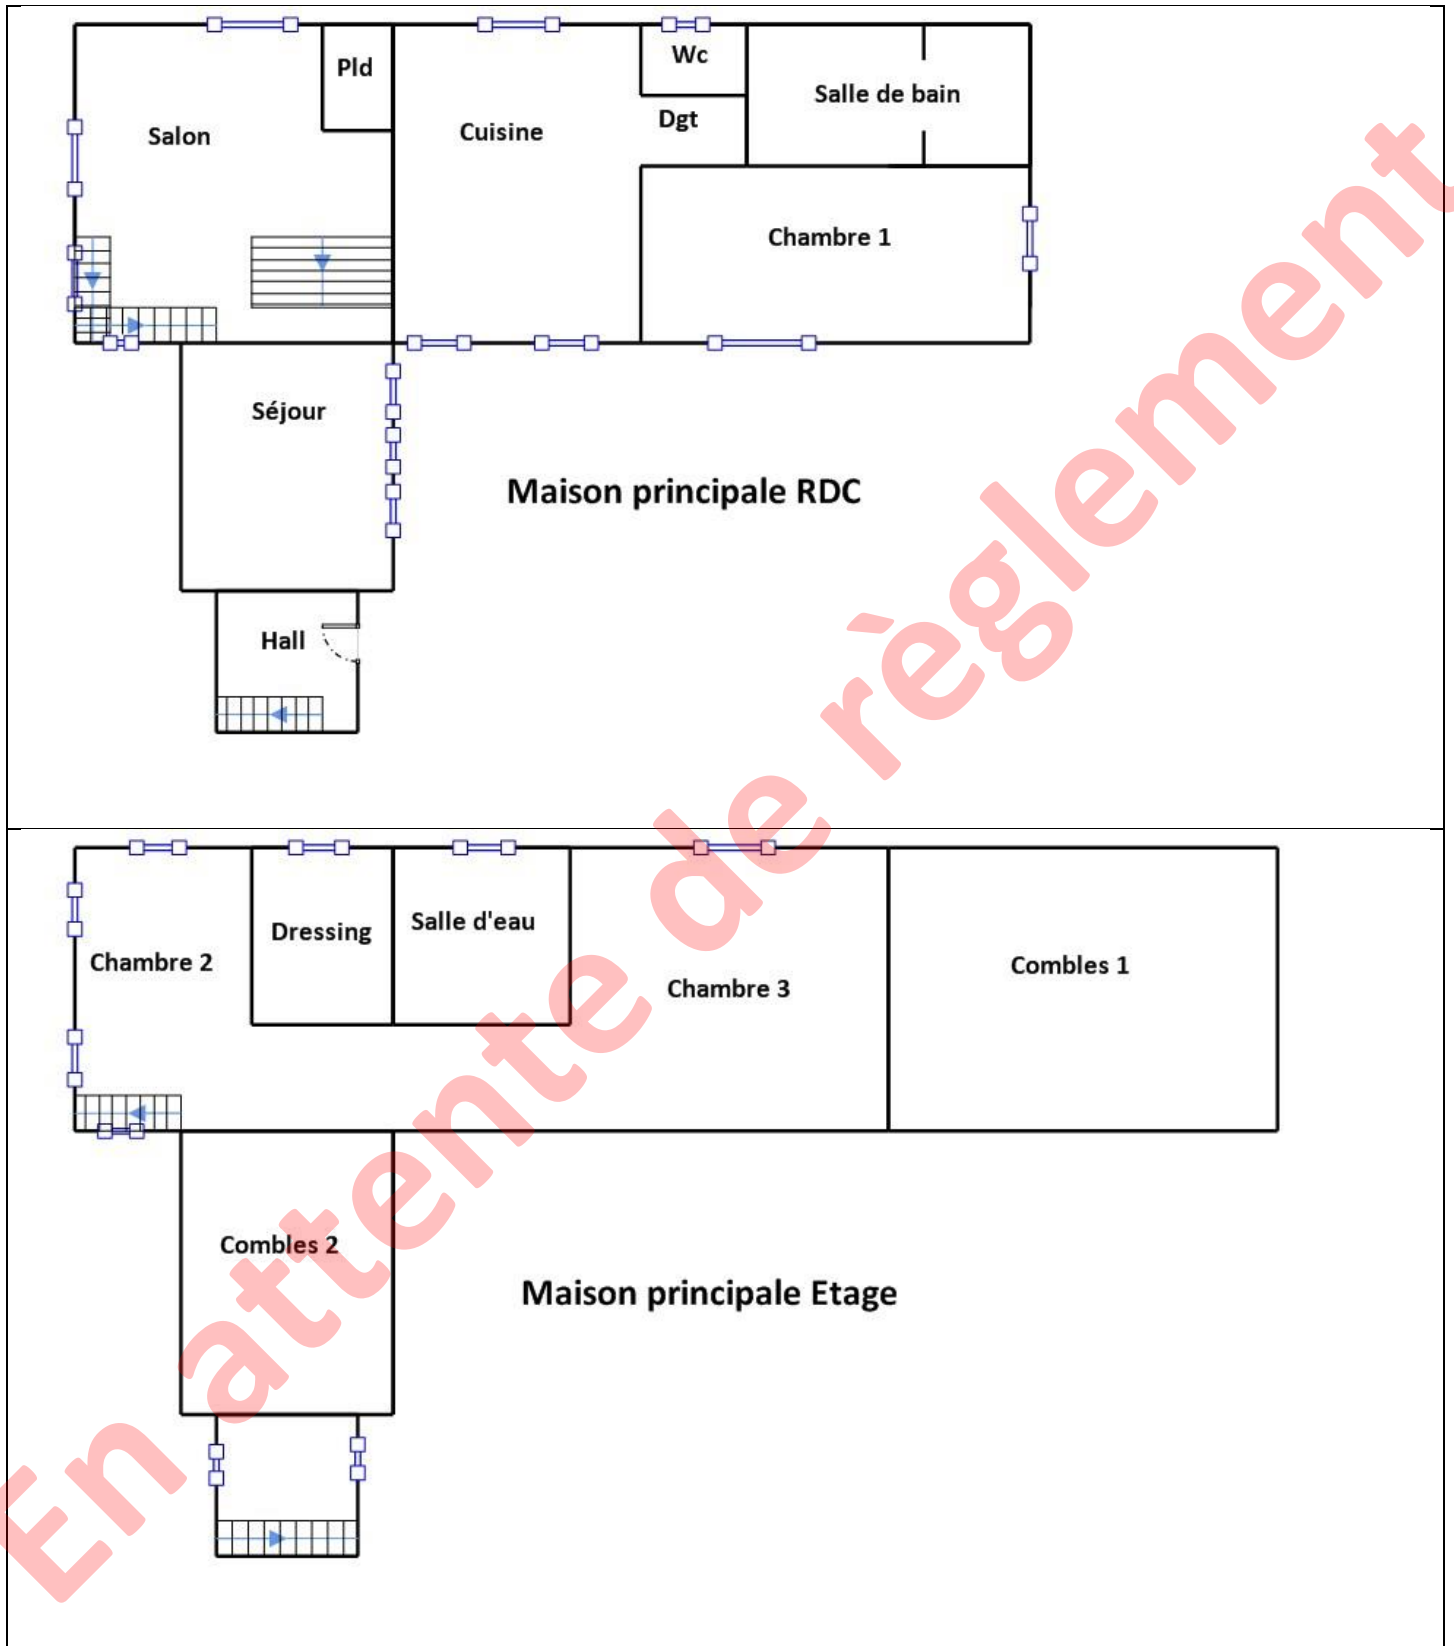 Pld
Wc
Salle de bain
Salon
Cuisine
Dgt
Chambre 1
Séjour
Maison principale RDC
Hall
Dressing
Salle d'eau
Chambre 2
Chambre 3
Combles 1
Combles 2
Maison principale Etage
En attente de règlement